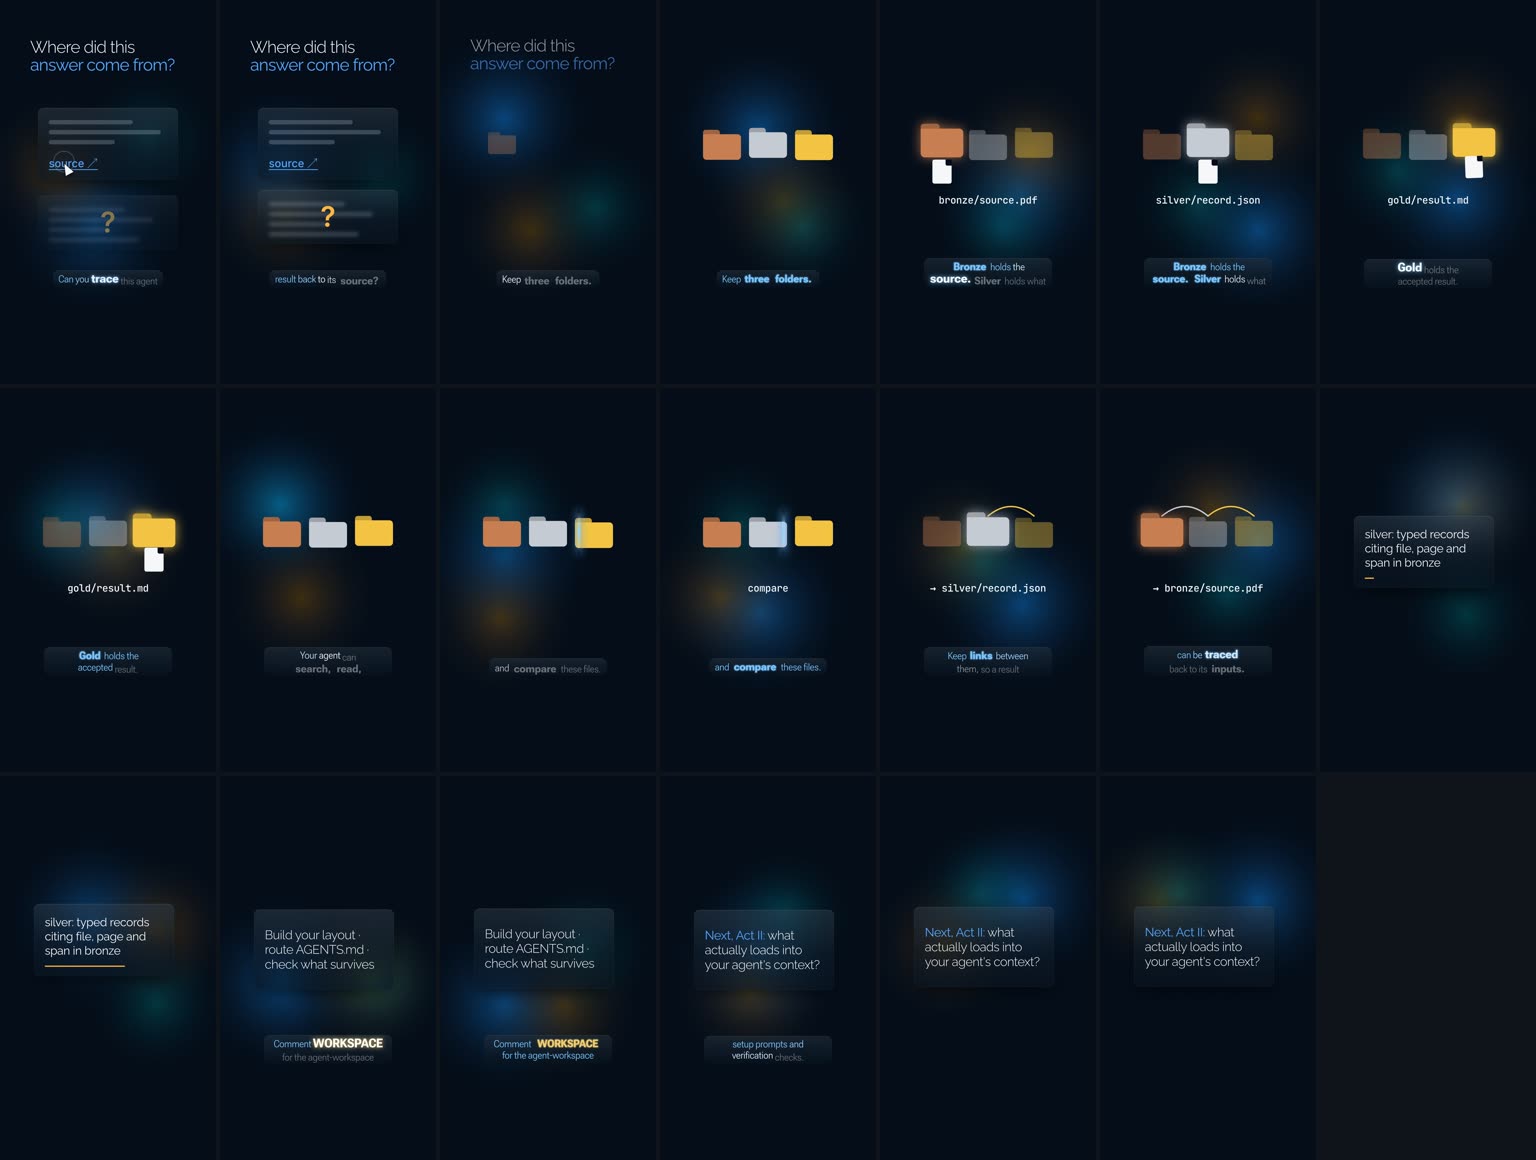 Where did this
answer come from?
source ↗
?
Can you trace this agent
Where did this
answer come from?
source ↗
?
result back to its source?
Where did this
answer come from?
Keep three folders.
Keep three folders.
bronze/source.pdf
Bronze holds the
source. Silver holds what
silver/record.json
Bronze holds the
source. Silver holds what
gold/result.md
Gold holds the
accepted result.
gold/result.md
Gold holds the
accepted result.
Your agent can
search, read,
and compare these files.
compare
and compare these files.
→ silver/record.json
Keep links between
them, so a result
→ bronze/source.pdf
can be traced
back to its inputs.
silver: typed records
citing file, page and
span in bronze
silver: typed records
citing file, page and
span in bronze
Build your layout ·
route AGENTS.md ·
check what survives
Comment WORKSPACE
for the agent-workspace
Build your layout ·
route AGENTS.md ·
check what survives
Comment WORKSPACE
for the agent-workspace
Next, Act II: what
actually loads into
your agent's context?
setup prompts and
verification checks.
Next, Act II: what
actually loads into
your agent's context?
Next, Act II: what
actually loads into
your agent's context?